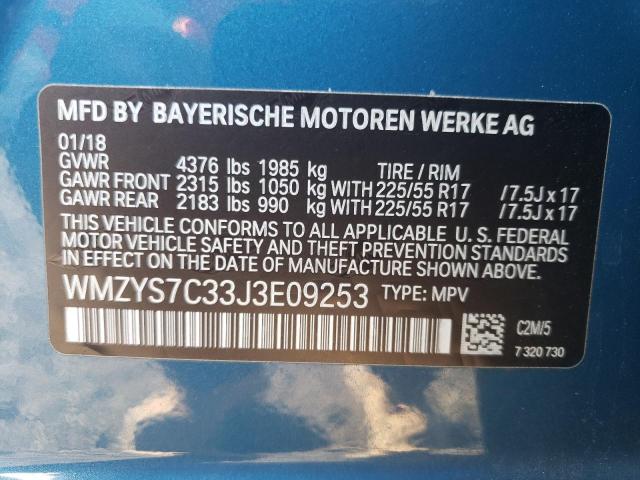 MFD BY BAYERISCHE MOTOREN WERKE AG
01/18
GVWR 4376 lbs 1985 kg TIRE / RIM
GAWR FRONT 2315 lbs 1050 kg WITH 225/55 R17 /7.5J x 17
GAWR REAR 2183 lbs 990 kg WITH 225/55 R17 /7.5J x 17
THIS VEHICLE CONFORMS TO ALL APPLICABLE U.S. FEDERAL
MOTOR VEHICLE SAFETY AND THEFT PREVENTION STANDARDS
IN EFFECT ON THE DATE OF MANUFACTURE SHOWN ABOVE.
WMZYS7C33J3E09253 TYPE: MPV
C2M/5
7 320 730